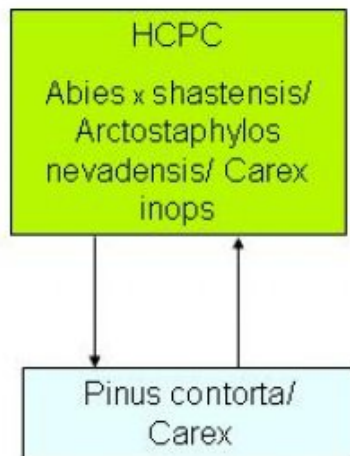 HCPC
Abies x shastensis/
Arctostaphylos
nevadensis/ Carex
inops
Pinus contorta/
Carex